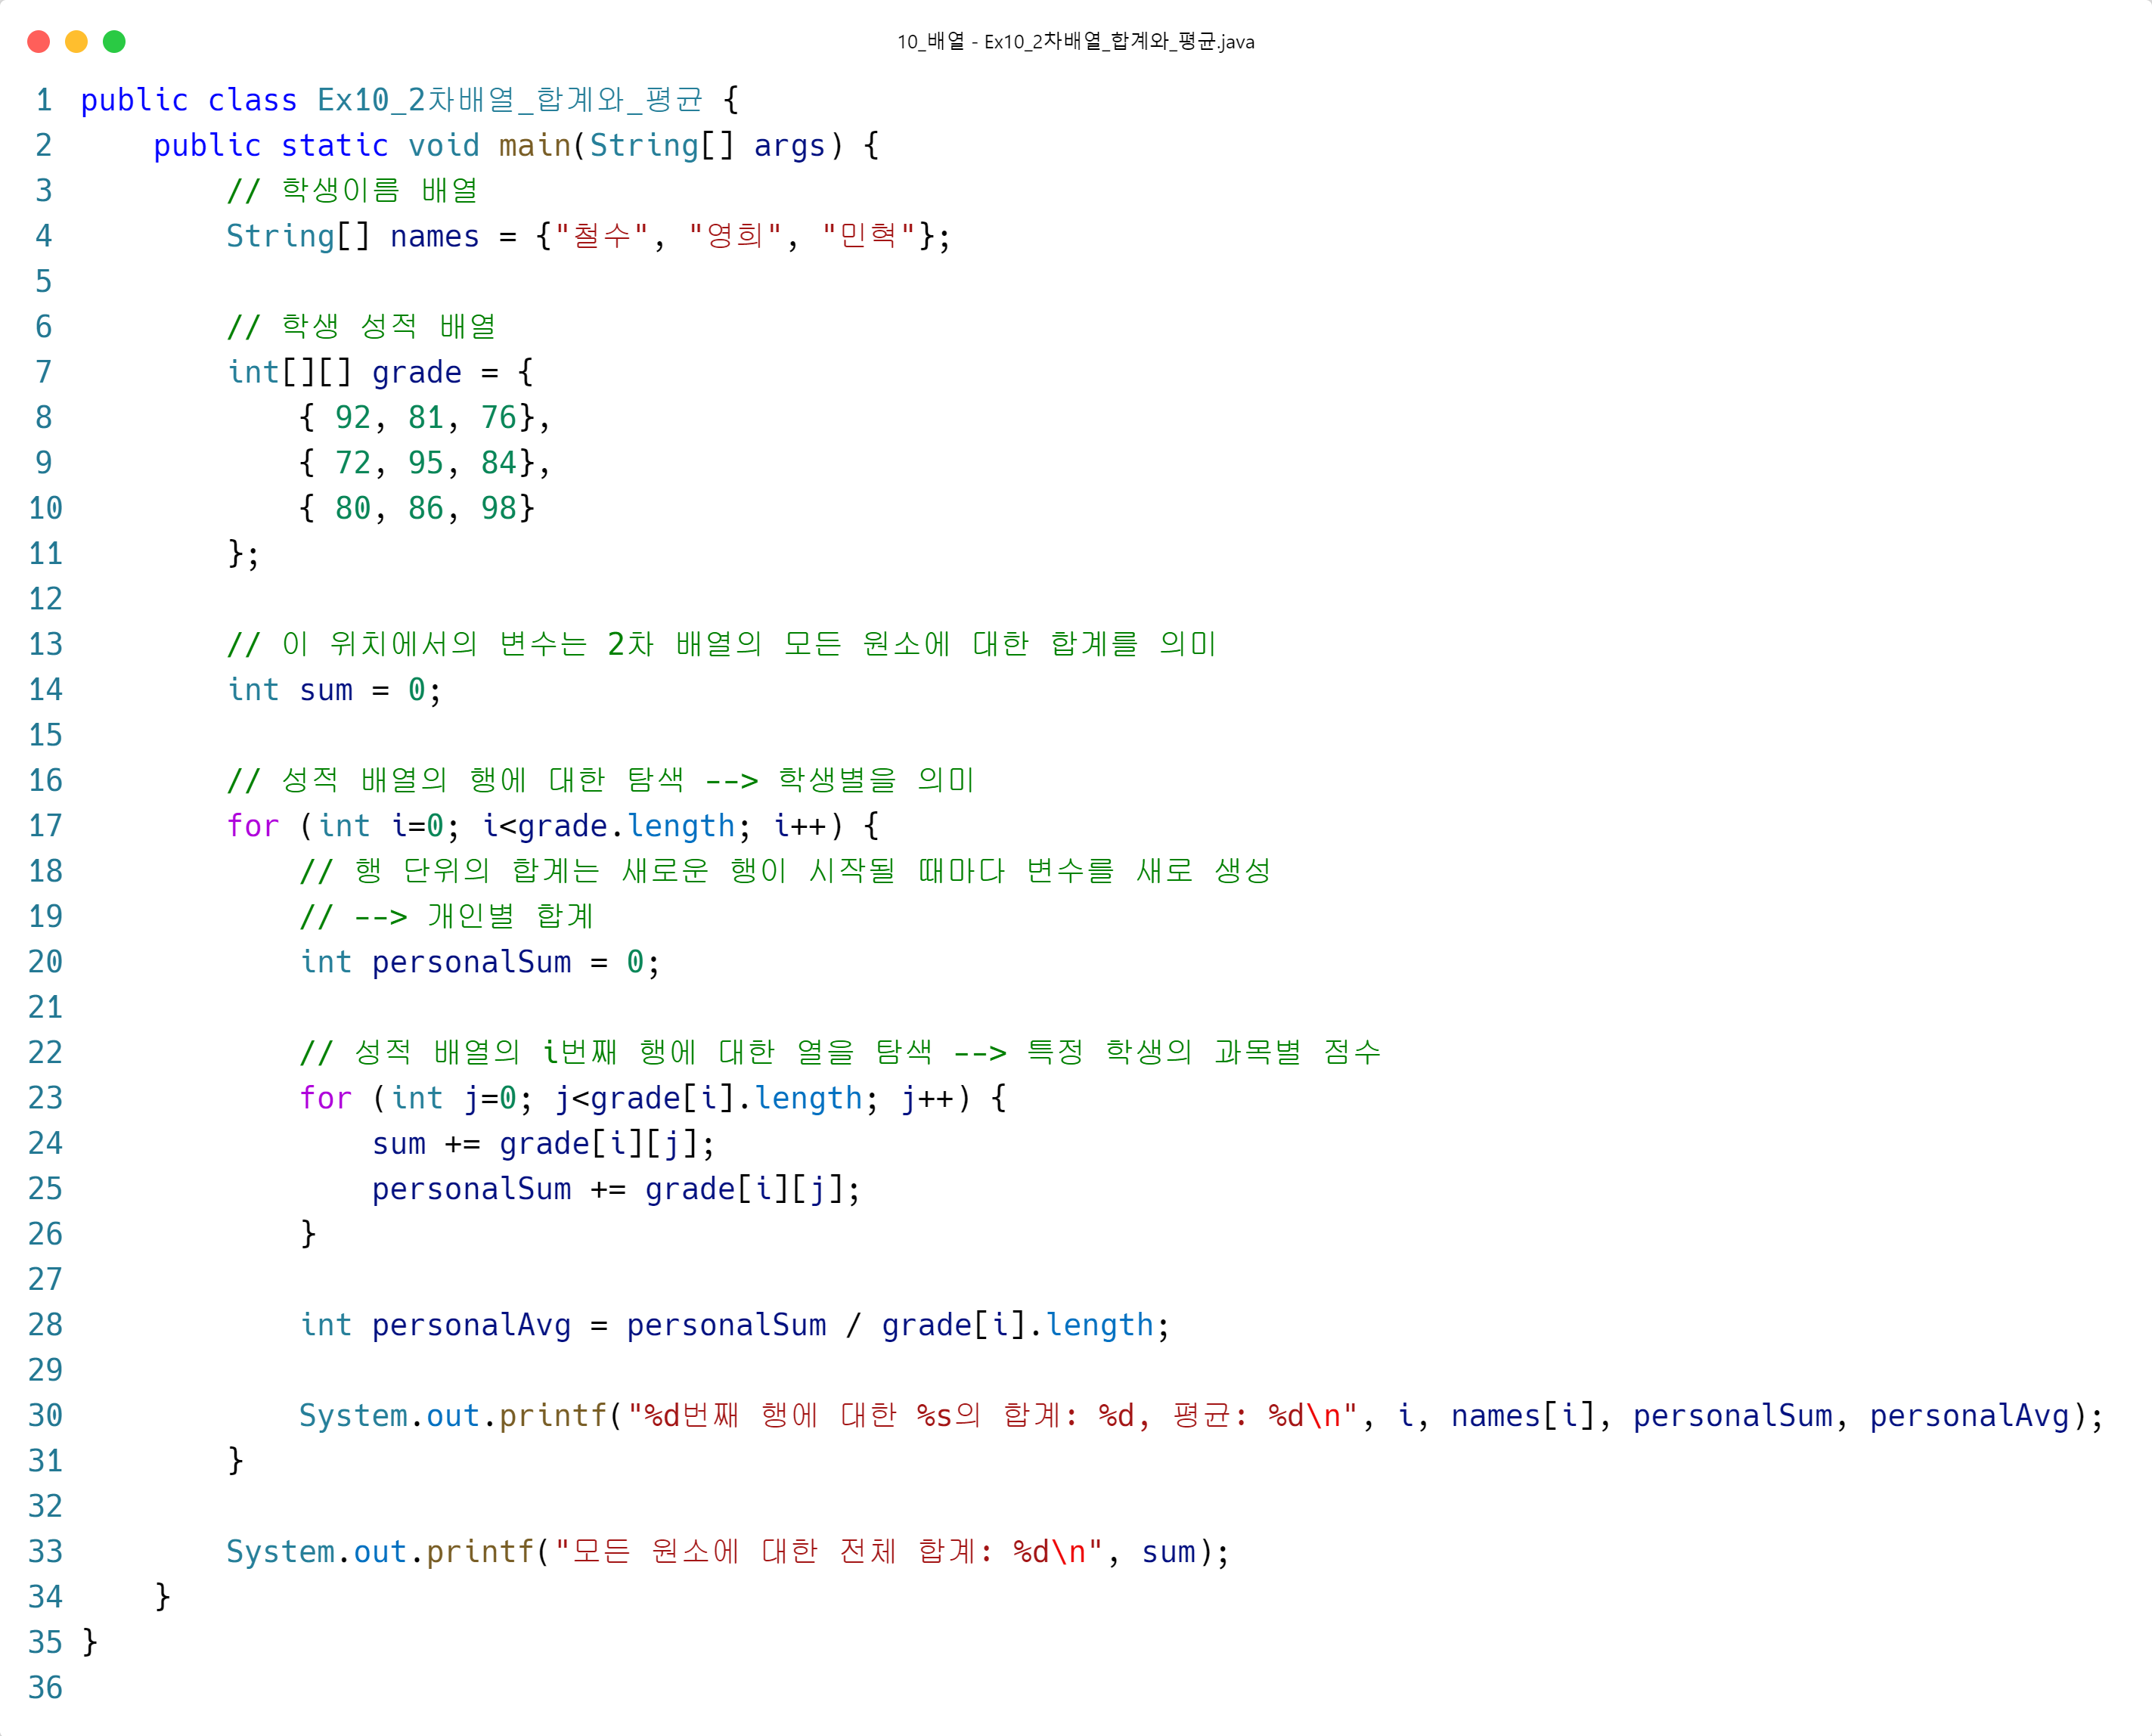 10_배열 - Ex10_2차배열_합계와_평균.java
1 public class Ex10_2차배열_합계와_평균 {
2     public static void main(String[] args) {
3         // 학생이름 배열
4         String[] names = {"철수", "영희", "민혁"};
5
6         // 학생 성적 배열
7         int[][] grade = {
8             { 92, 81, 76},
9             { 72, 95, 84},
10             { 80, 86, 98}
11         };
12
13         // 이 위치에서의 변수는 2차 배열의 모든 원소에 대한 합계를 의미
14         int sum = 0;
15
16         // 성적 배열의 행에 대한 탐색 --> 학생별을 의미
17         for (int i=0; i<grade.length; i++) {
18             // 행 단위의 합계는 새로운 행이 시작될 때마다 변수를 새로 생성
19             // --> 개인별 합계
20             int personalSum = 0;
21
22             // 성적 배열의 i번째 행에 대한 열을 탐색 --> 특정 학생의 과목별 점수
23             for (int j=0; j<grade[i].length; j++) {
24                 sum += grade[i][j];
25                 personalSum += grade[i][j];
26             }
27
28             int personalAvg = personalSum / grade[i].length;
29
30             System.out.printf("%d번째 행에 대한 %s의 합계: %d, 평균: %d\n", i, names[i], personalSum, personalAvg);
31         }
32
33         System.out.printf("모든 원소에 대한 전체 합계: %d\n", sum);
34     }
35 }
36